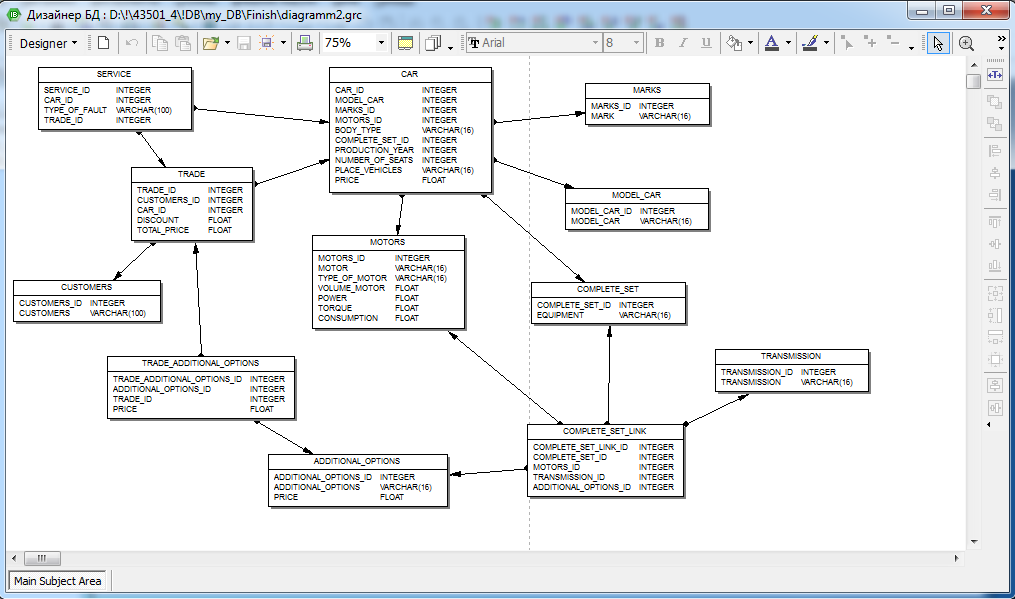 Дизайнер БД : D:\!\43501_4\!DB\my_DB\Finish\diagramm2.grc
Designer
75%
Arial
8
B I U
A
SERVICE
SERVICE_ID INTEGER
CAR_ID INTEGER
TYPE_OF_FAULT VARCHAR(100)
TRADE_ID INTEGER
CAR
CAR_ID INTEGER
MODEL_CAR INTEGER
MARKS_ID INTEGER
MOTORS_ID INTEGER
BODY_TYPE VARCHAR(16)
COMPLETE_SET_ID INTEGER
PRODUCTION_YEAR INTEGER
NUMBER_OF_SEATS INTEGER
PLACE_VEHICLES VARCHAR(16)
PRICE FLOAT
MARKS
MARKS_ID INTEGER
MARK VARCHAR(16)
TRADE
TRADE_ID INTEGER
CUSTOMERS_ID INTEGER
CAR_ID INTEGER
DISCOUNT FLOAT
TOTAL_PRICE FLOAT
MODEL_CAR
MODEL_CAR_ID INTEGER
MODEL_CAR VARCHAR(16)
MOTORS
MOTORS_ID INTEGER
MOTOR VARCHAR(16)
TYPE_OF_MOTOR VARCHAR(16)
VOLUME_MOTOR FLOAT
POWER FLOAT
TORQUE FLOAT
CONSUMPTION FLOAT
CUSTOMERS
CUSTOMERS_ID INTEGER
CUSTOMERS VARCHAR(100)
COMPLETE_SET
COMPLETE_SET_ID INTEGER
EQUIPMENT VARCHAR(16)
TRANSMISSION
TRANSMISSION_ID INTEGER
TRANSMISSION VARCHAR(16)
TRADE_ADDITIONAL_OPTIONS
TRADE_ADDITIONAL_OPTIONS_ID INTEGER
ADDITIONAL_OPTIONS_ID INTEGER
TRADE_ID INTEGER
PRICE FLOAT
COMPLETE_SET_LINK
COMPLETE_SET_LINK_ID INTEGER
COMPLETE_SET_ID INTEGER
MOTORS_ID INTEGER
TRANSMISSION_ID INTEGER
ADDITIONAL_OPTIONS_ID INTEGER
ADDITIONAL_OPTIONS
ADDITIONAL_OPTIONS_ID INTEGER
ADDITIONAL_OPTIONS VARCHAR(16)
PRICE FLOAT
Main Subject Area